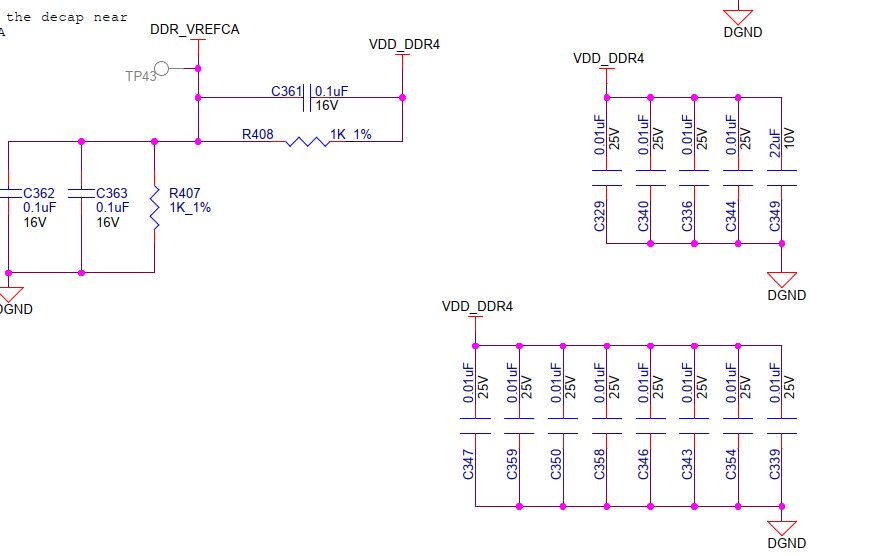 the decap near
A
DDR_VREFCA
VDD_DDR4
TP43
C361
0.1uF
16V
R408
1K_1%
C362
0.1uF
16V
C363
0.1uF
16V
R407
1K_1%
DGND
DGND
VDD_DDR4
0.01uF
25V
0.01uF
25V
0.01uF
25V
0.01uF
25V
22uF
10V
C329
C340
C336
C344
C349
DGND
VDD_DDR4
0.01uF
25V
0.01uF
25V
0.01uF
25V
0.01uF
25V
0.01uF
25V
0.01uF
25V
0.01uF
25V
0.01uF
25V
C347
C359
C350
C358
C346
C343
C354
C339
DGND